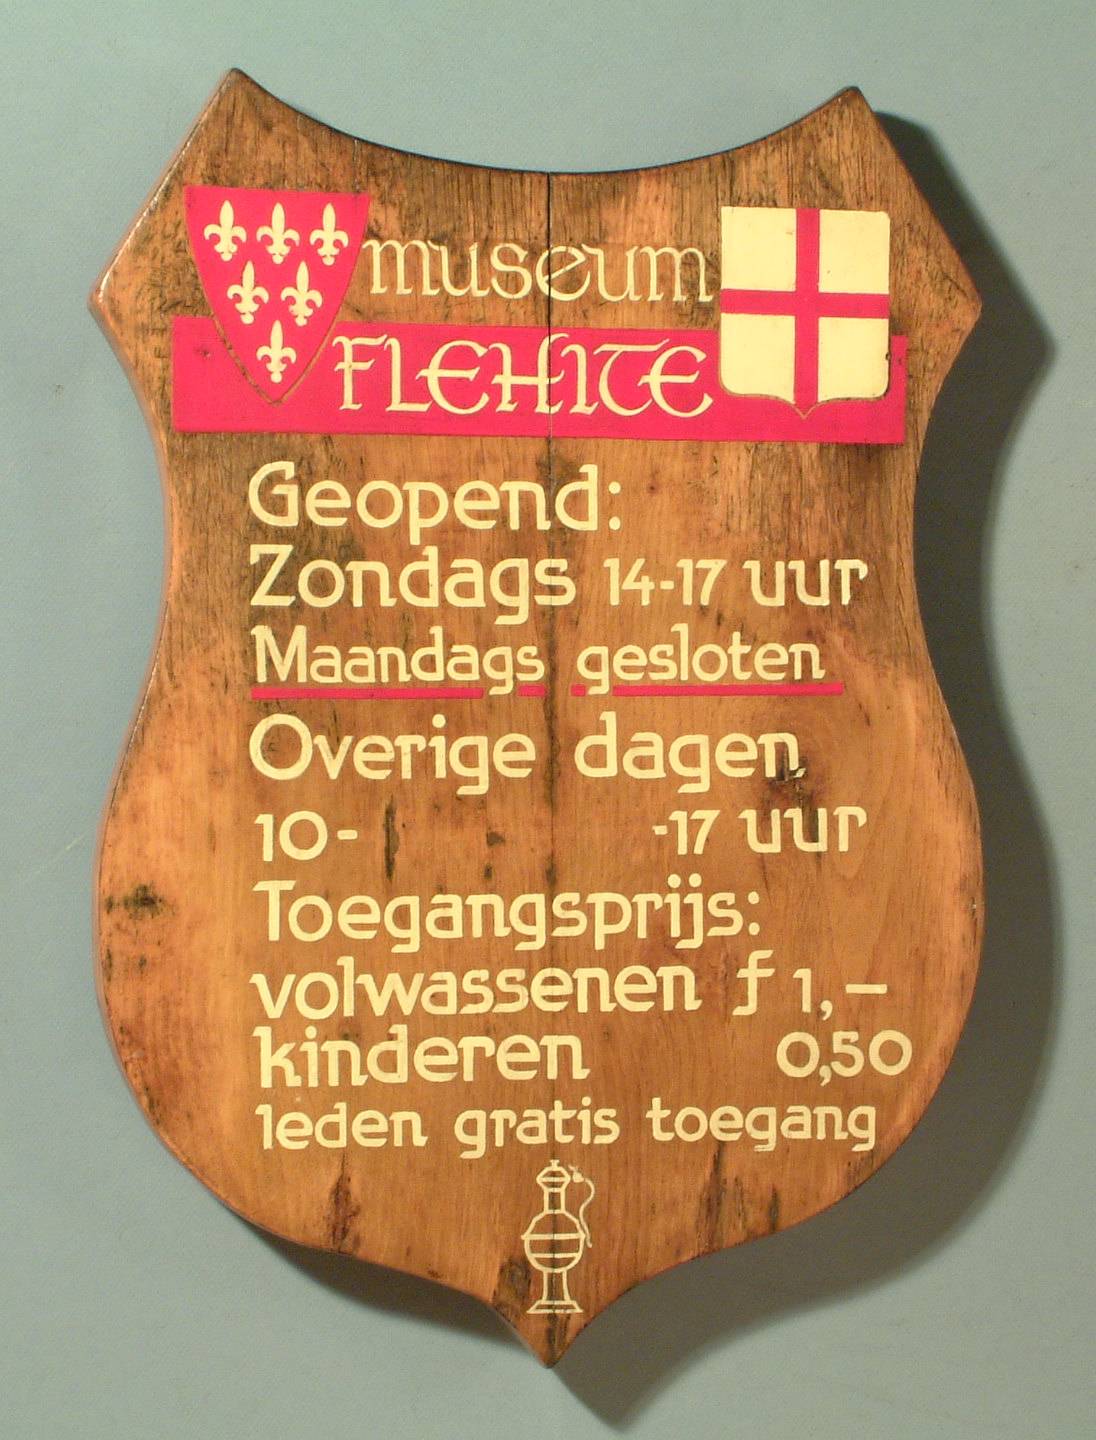 museum
FLEHITE
Geopend:
Zondags 14-17 uur
Maandags gesloten
Overige dagen
10- -17 uur
Toegangsprijs:
volwassenen f 1,-
kinderen 0,50
leden gratis toegang